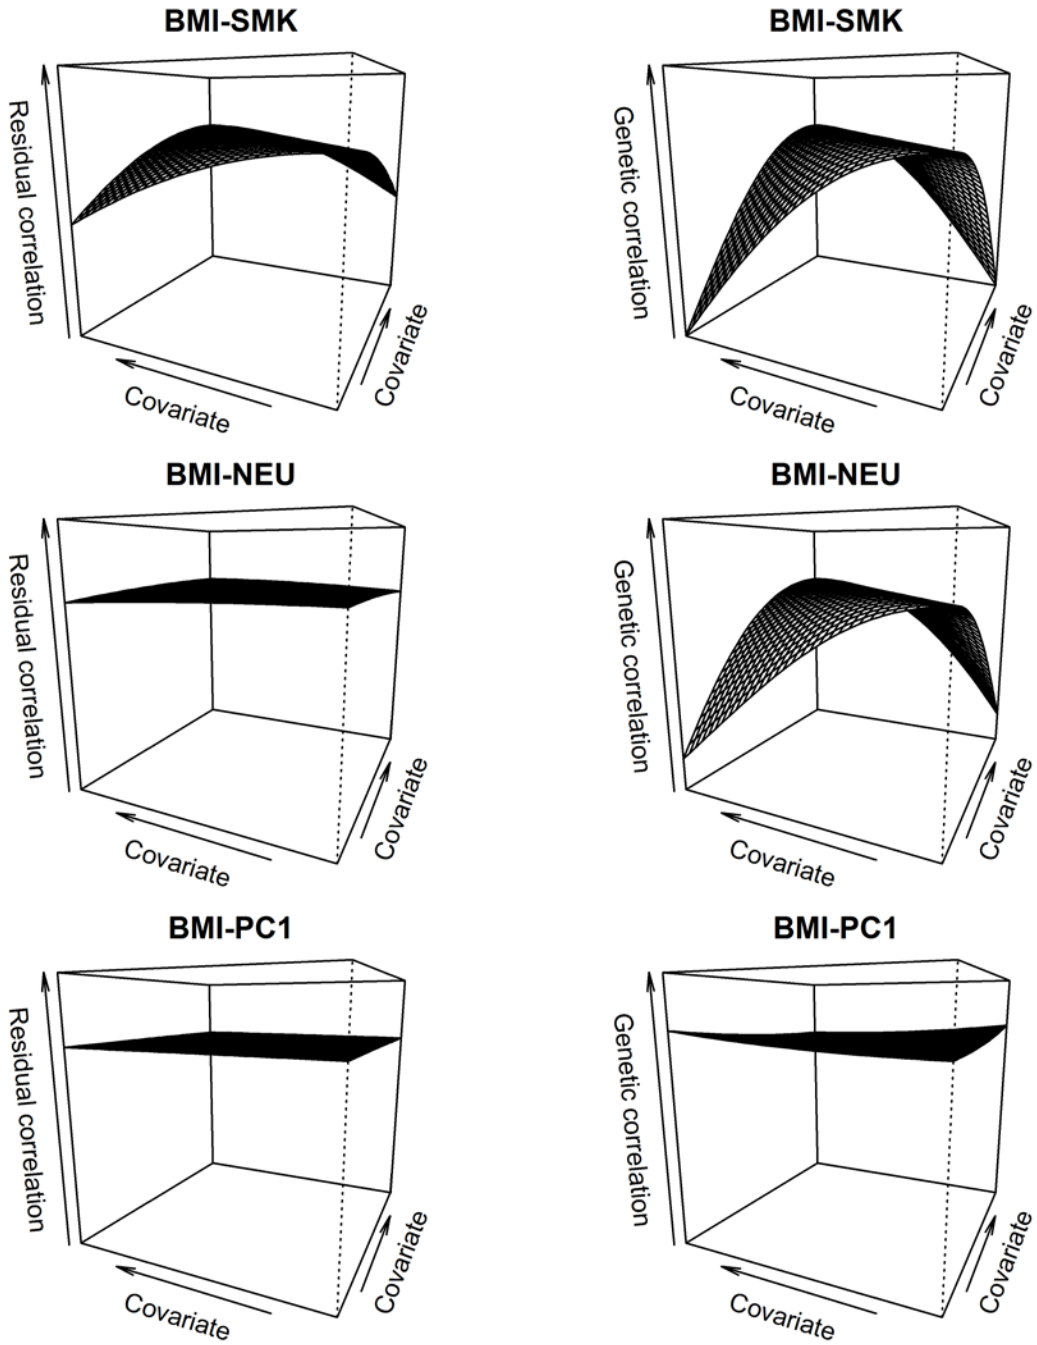 BMI-SMK
Residual correlation
Covariate
Covariate
BMI-SMK
Genetic correlation
Covariate
Covariate
BMI-NEU
Residual correlation
Covariate
Covariate
BMI-NEU
Genetic correlation
Covariate
Covariate
BMI-PC1
Residual correlation
Covariate
Covariate
BMI-PC1
Genetic correlation
Covariate
Covariate